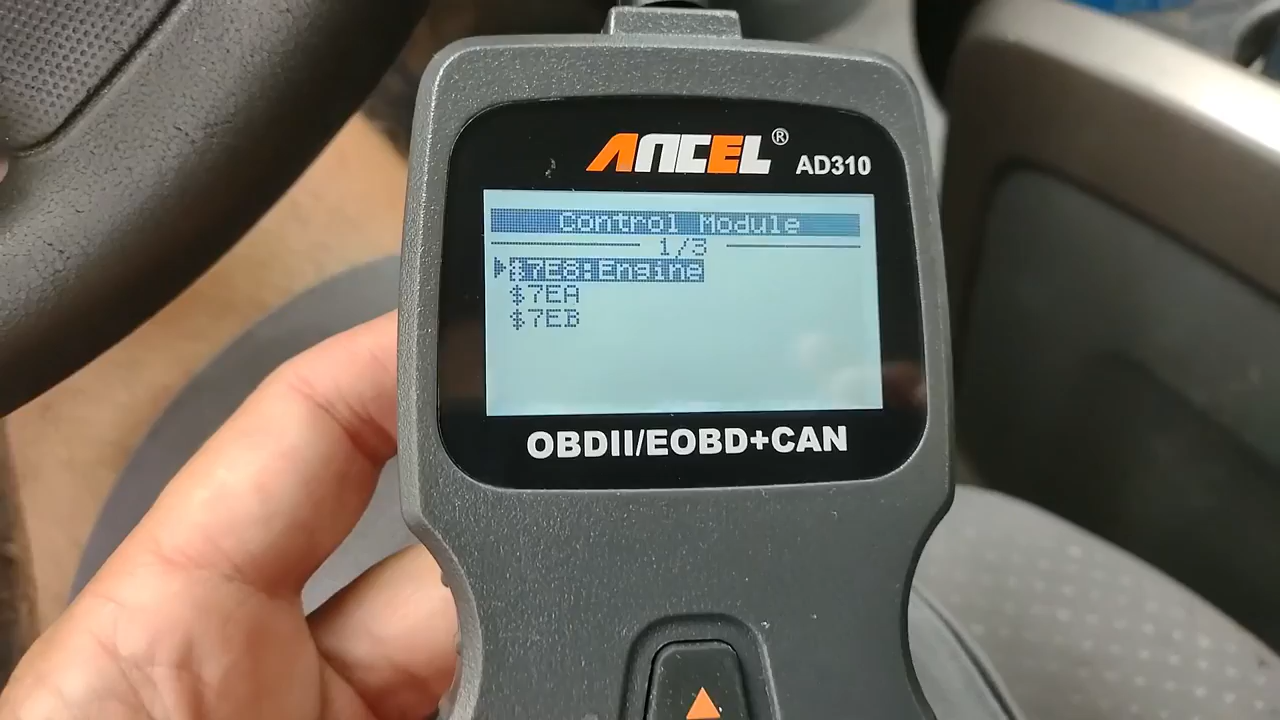 ANCEL® AD310
Control Module
1/3
$7E8:Engine
$7EA
$7EB
OBDII/EOBD+CAN